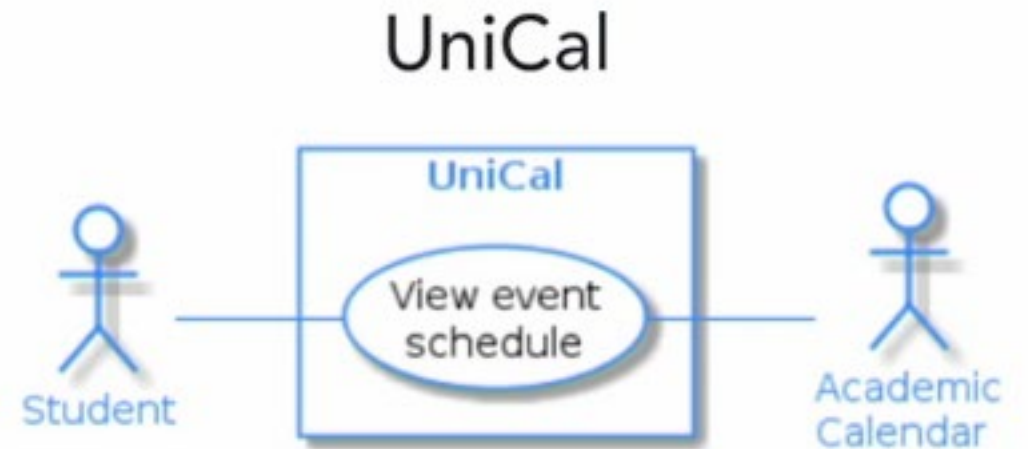 UniCal
UniCal
View event
schedule
Student
Academic
Calendar